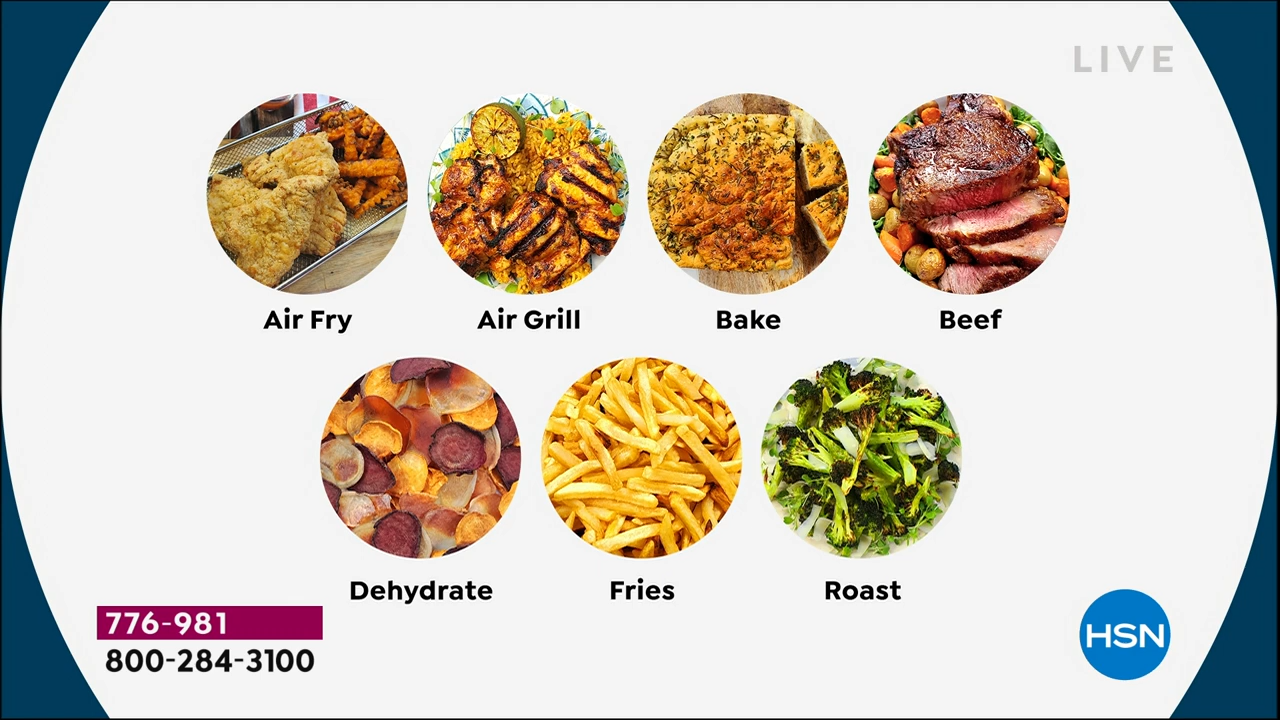 LIVE
Air Fry
Air Grill
Bake
Beef
Dehydrate
Fries
Roast
776-981
800-284-3100
HSN